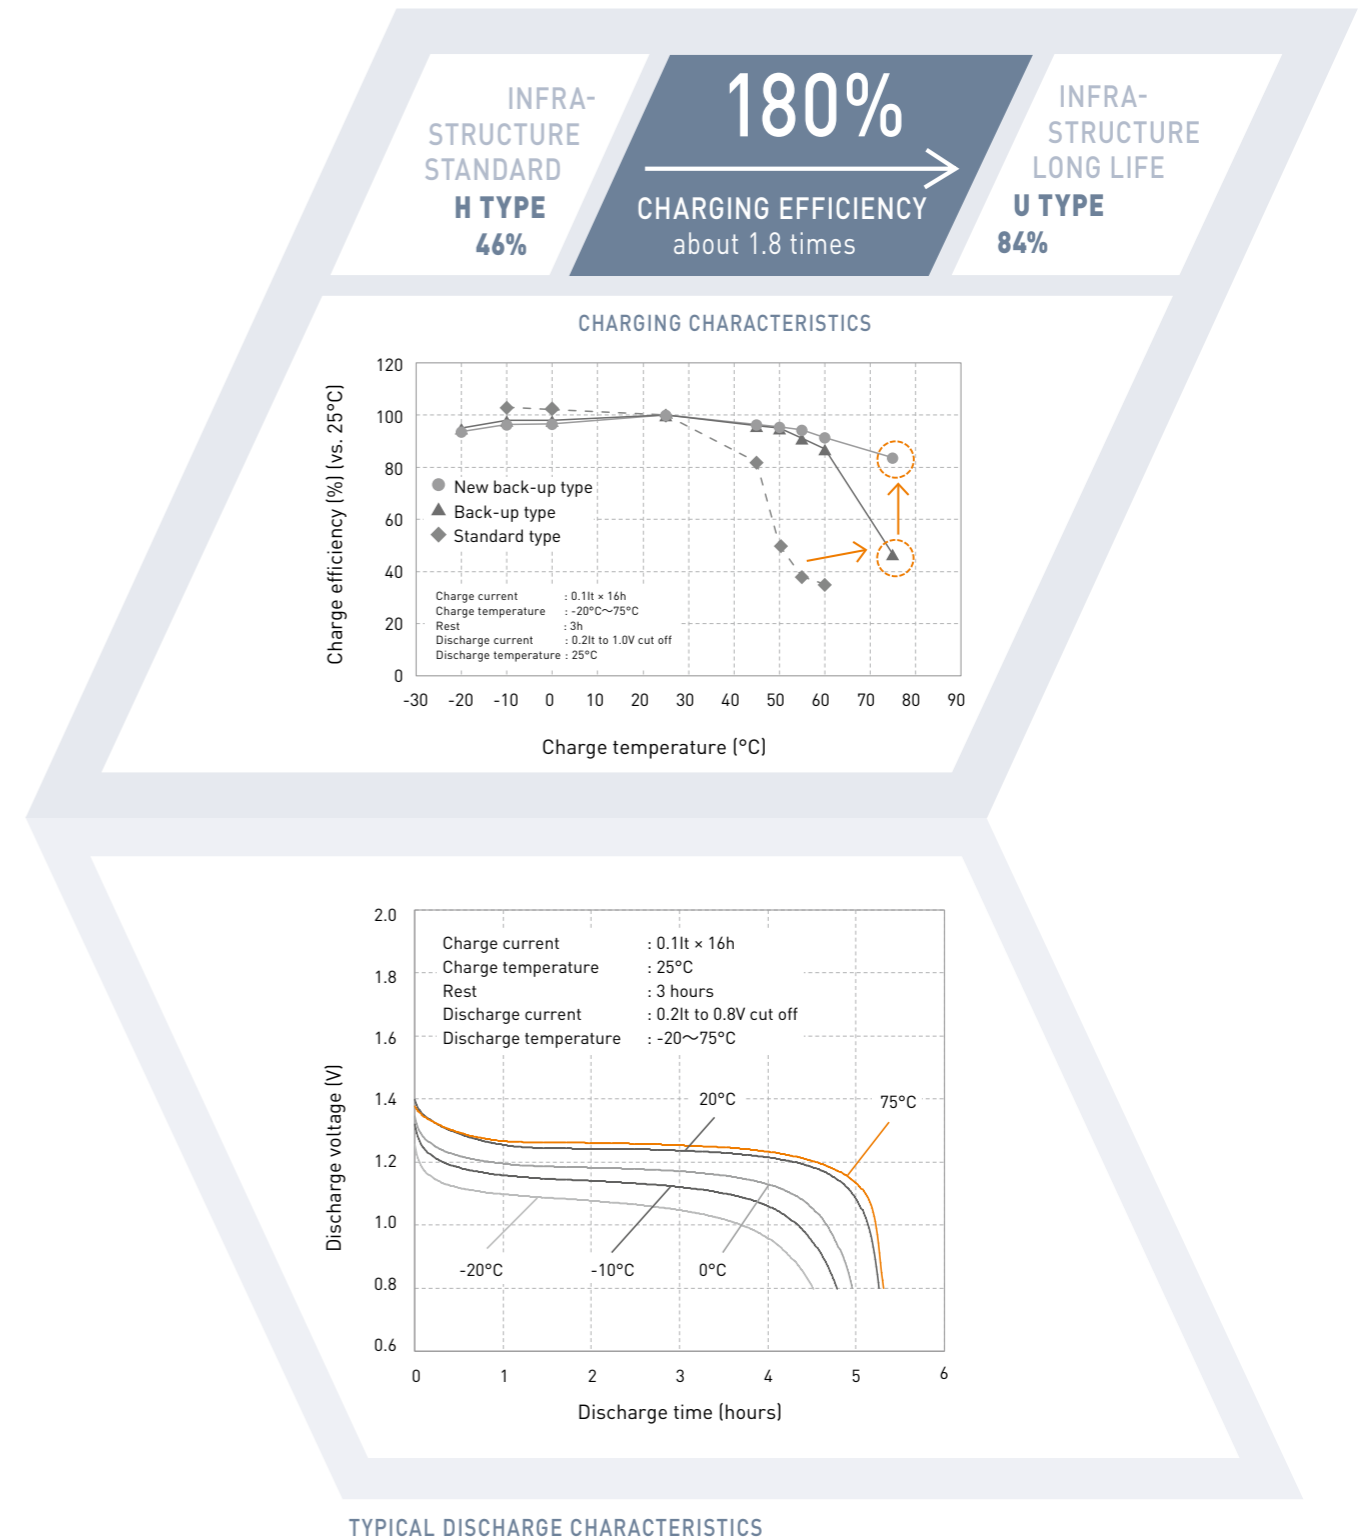 INFRA-
STRUCTURE
STANDARD
H TYPE
46%
180%
CHARGING EFFICIENCY
about 1.8 times
INFRA-
STRUCTURE
LONG LIFE
U TYPE
84%
CHARGING CHARACTERISTICS
Charge efficiency (%) (vs. 25°C)
120
100
80
60
40
20
0
New back-up type
Back-up type
Standard type
Charge current : 0.1It × 16h
Charge temperature : -20°C～75°C
Rest : 3h
Discharge current : 0.2It to 1.0V cut off
Discharge temperature : 25°C
-30 -20 -10 0 10 20 30 40 50 60 70 80 90
Charge temperature (°C)
Discharge voltage (V)
2.0
1.8
1.6
1.4
1.2
1.0
0.8
0.6
Charge current : 0.1It × 16h
Charge temperature : 25°C
Rest : 3 hours
Discharge current : 0.2It to 0.8V cut off
Discharge temperature : -20～75°C
20°C
75°C
-20°C
-10°C
0°C
0 1 2 3 4 5 6
Discharge time (hours)
TYPICAL DISCHARGE CHARACTERISTICS